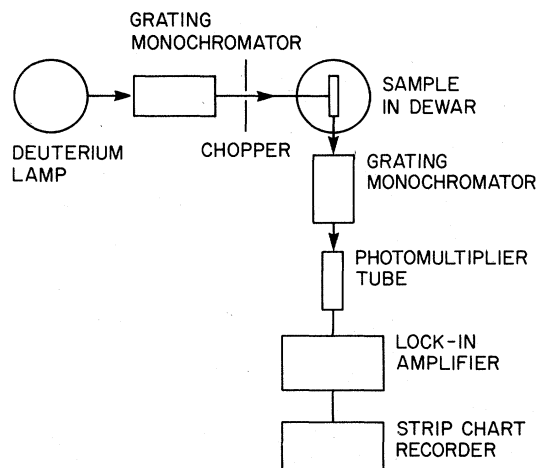 GRATING
MONOCHROMATOR
SAMPLE
IN DEWAR
DEUTERIUM
LAMP
CHOPPER
GRATING
MONOCHROMATOR
PHOTOMULTIPLIER
TUBE
LOCK-IN
AMPLIFIER
STRIP CHART
RECORDER